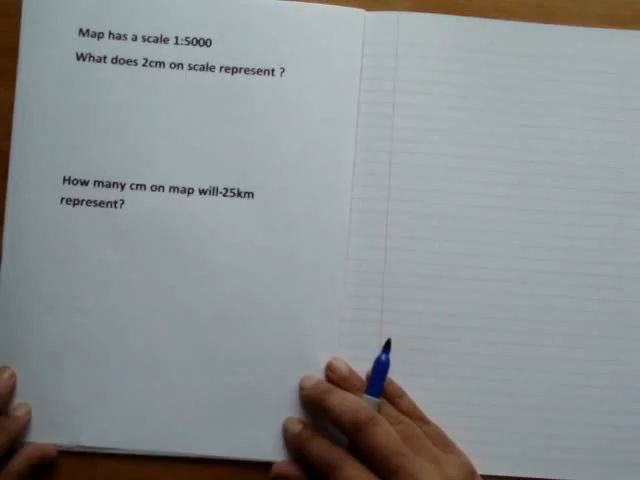 Map has a scale 1:5000
What does 2cm on scale represent ?
How many cm on map will-25km
represent?